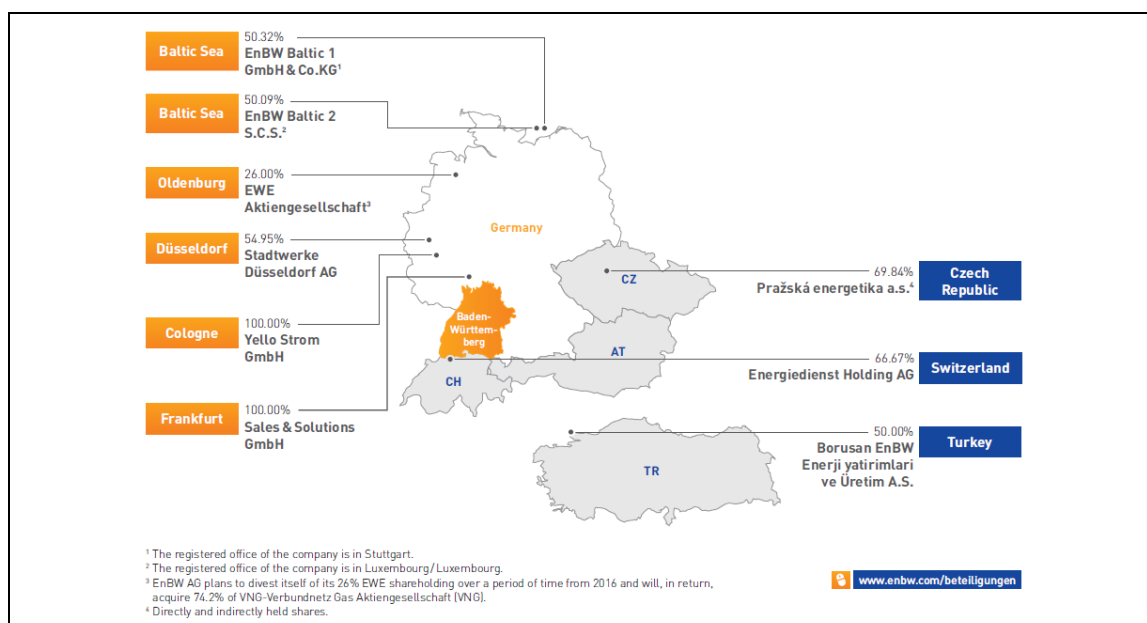 Baltic Sea
50.32%
EnBW Baltic 1
GmbH & Co.KG¹
Baltic Sea
50.09%
EnBW Baltic 2
S.C.S.²
Oldenburg
26.00%
EWE
Aktiengesellschaft³
Düsseldorf
54.95%
Stadtwerke
Düsseldorf AG
Cologne
100.00%
Yello Strom
GmbH
Frankfurt
100.00%
Sales & Solutions
GmbH
Germany
Baden-
Württem-
berg
CZ
AT
CH
TR
69.84%
Pražská energetika a.s.⁴
Czech
Republic
66.67%
Energiedienst Holding AG
Switzerland
50.00%
Borusan EnBW
Enerji yatirimlari
ve Üretim A.S.
Turkey
¹ The registered office of the company is in Stuttgart.
² The registered office of the company is in Luxembourg/Luxembourg.
³ EnBW AG plans to divest itself of its 26% EWE shareholding over a period of time from 2016 and will, in return,
acquire 74.2% of VNG-Verbundnetz Gas Aktiengesellschaft (VNG).
⁴ Directly and indirectly held shares.
www.enbw.com/beteiligungen